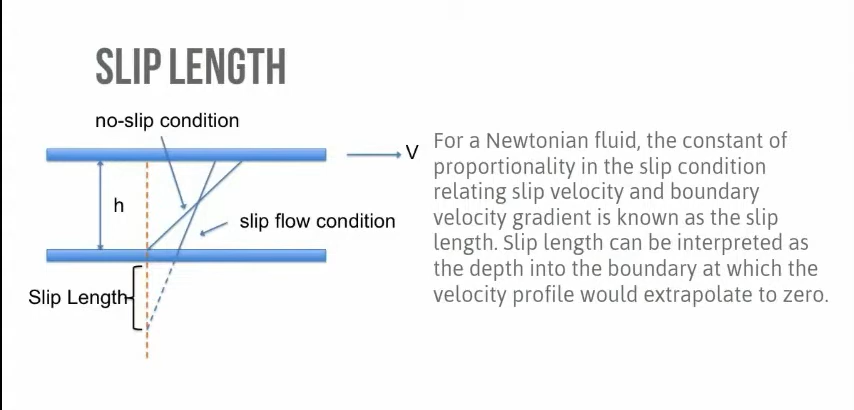 SLIP LENGTH
no-slip condition
V
h
slip flow condition
Slip Length
For a Newtonian fluid, the constant of
proportionality in the slip condition
relating slip velocity and boundary
velocity gradient is known as the slip
length. Slip length can be interpreted as
the depth into the boundary at which the
velocity profile would extrapolate to zero.